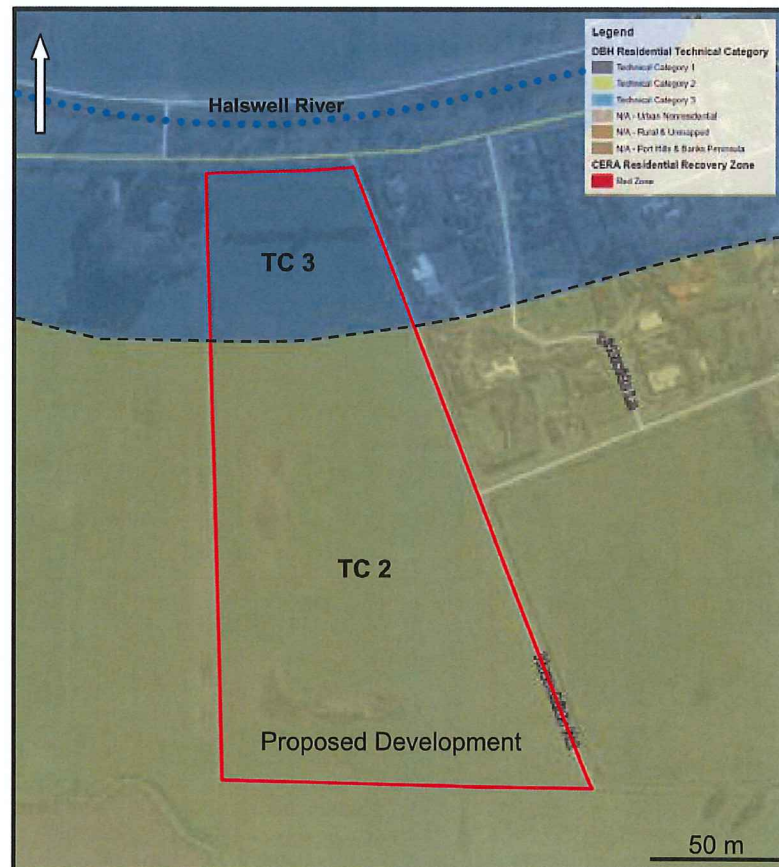 Legend
DBH Residential Technical Category
Technical Category 1
Technical Category 2
Technical Category 3
N/A - Urban Nonresidential
N/A - Rural & Unmapped
N/A - Port Hills & Banks Peninsula
CERA Residential Recovery Zone
Red Zone
Halswell River
TC 3
TC 2
Proposed Development
50 m